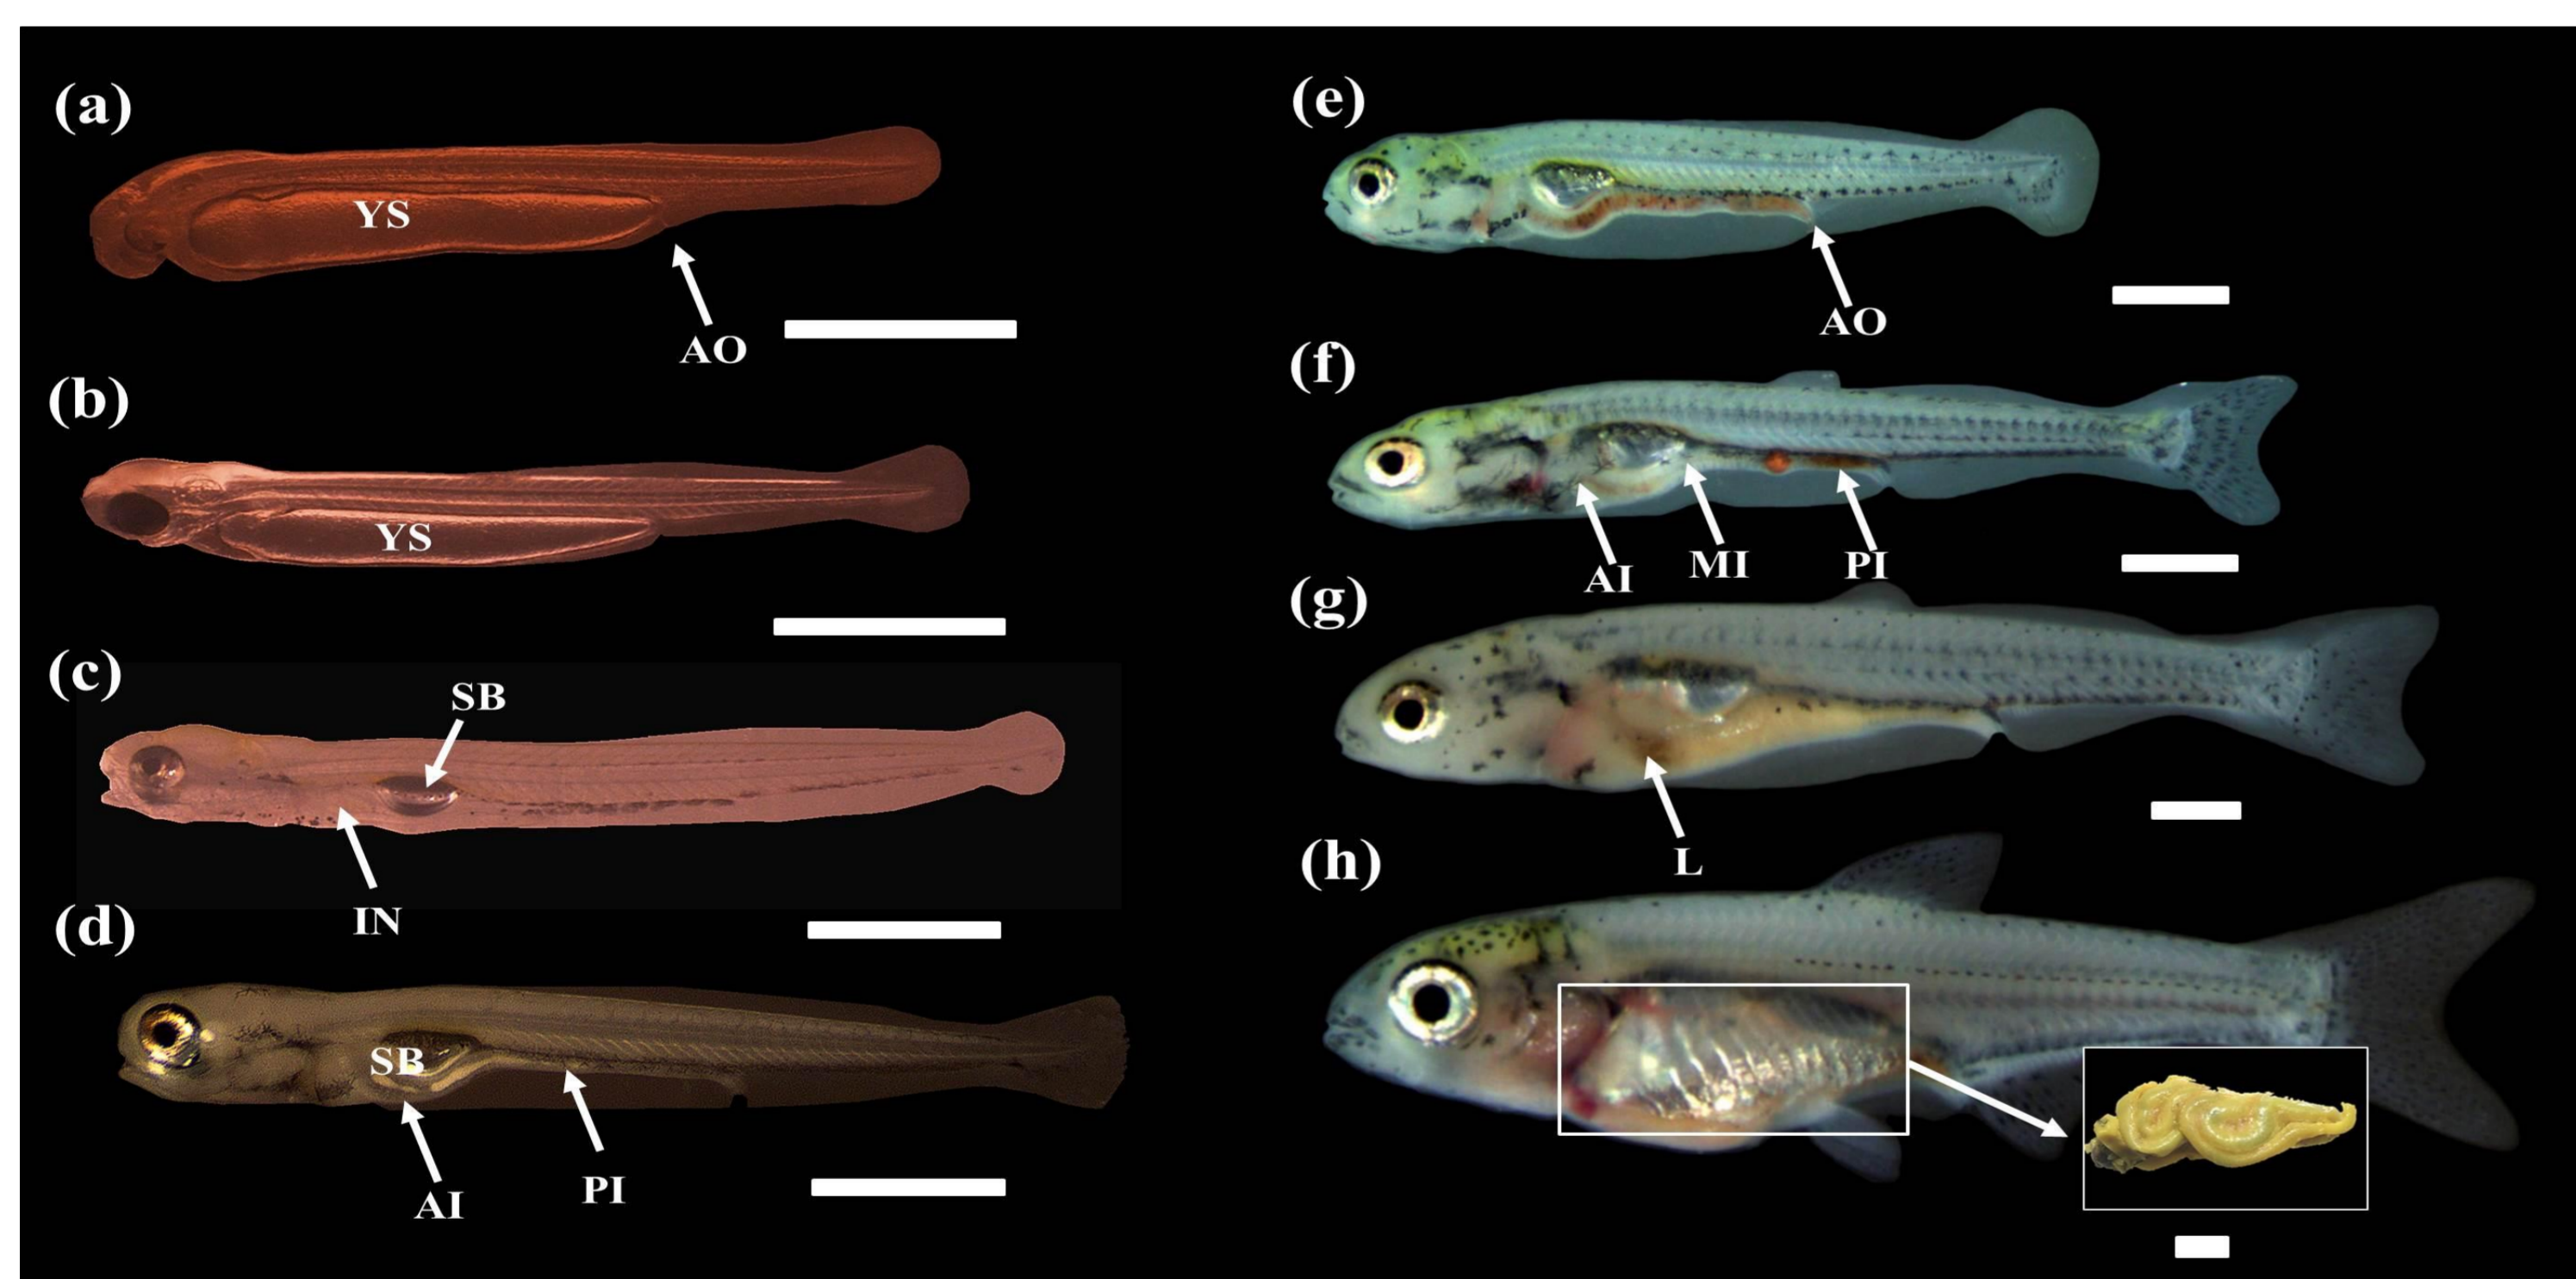 (a)
YS
AO
(b)
YS
(c)
SB
IN
(d)
SB
AI
PI
(e)
AO
(f)
AI
MI
PI
(g)
L
(h)